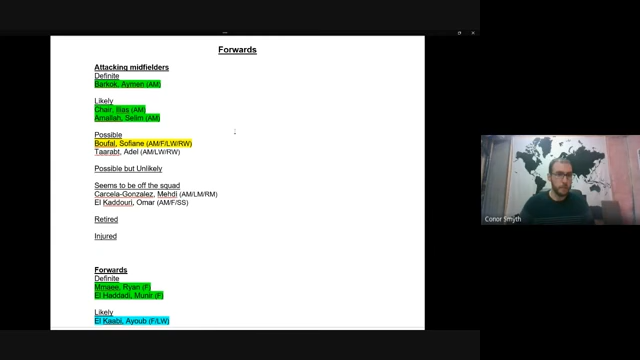 Forwards
Attacking midfielders
Definite
Barkok, Aymen (AM)
Likely
Chair, Ilias (AM)
Amallah, Selim (AM)
Possible
Boufal, Sofiane (AM/F/LW/RW)
Taarabt, Adel (AM/LW/RW)
Possible but Unlikely
Seems to be off the squad
Carcela-Gonzalez, Mehdi (AM/LM/RM)
El Kaddouri, Omar (AM/F/SS)
Retired
Injured
Forwards
Definite
Mmaee, Ryan (F)
El Haddadi, Munir (F)
Likely
El Kaabi, Ayoub (F/LW)
Conor Smyth